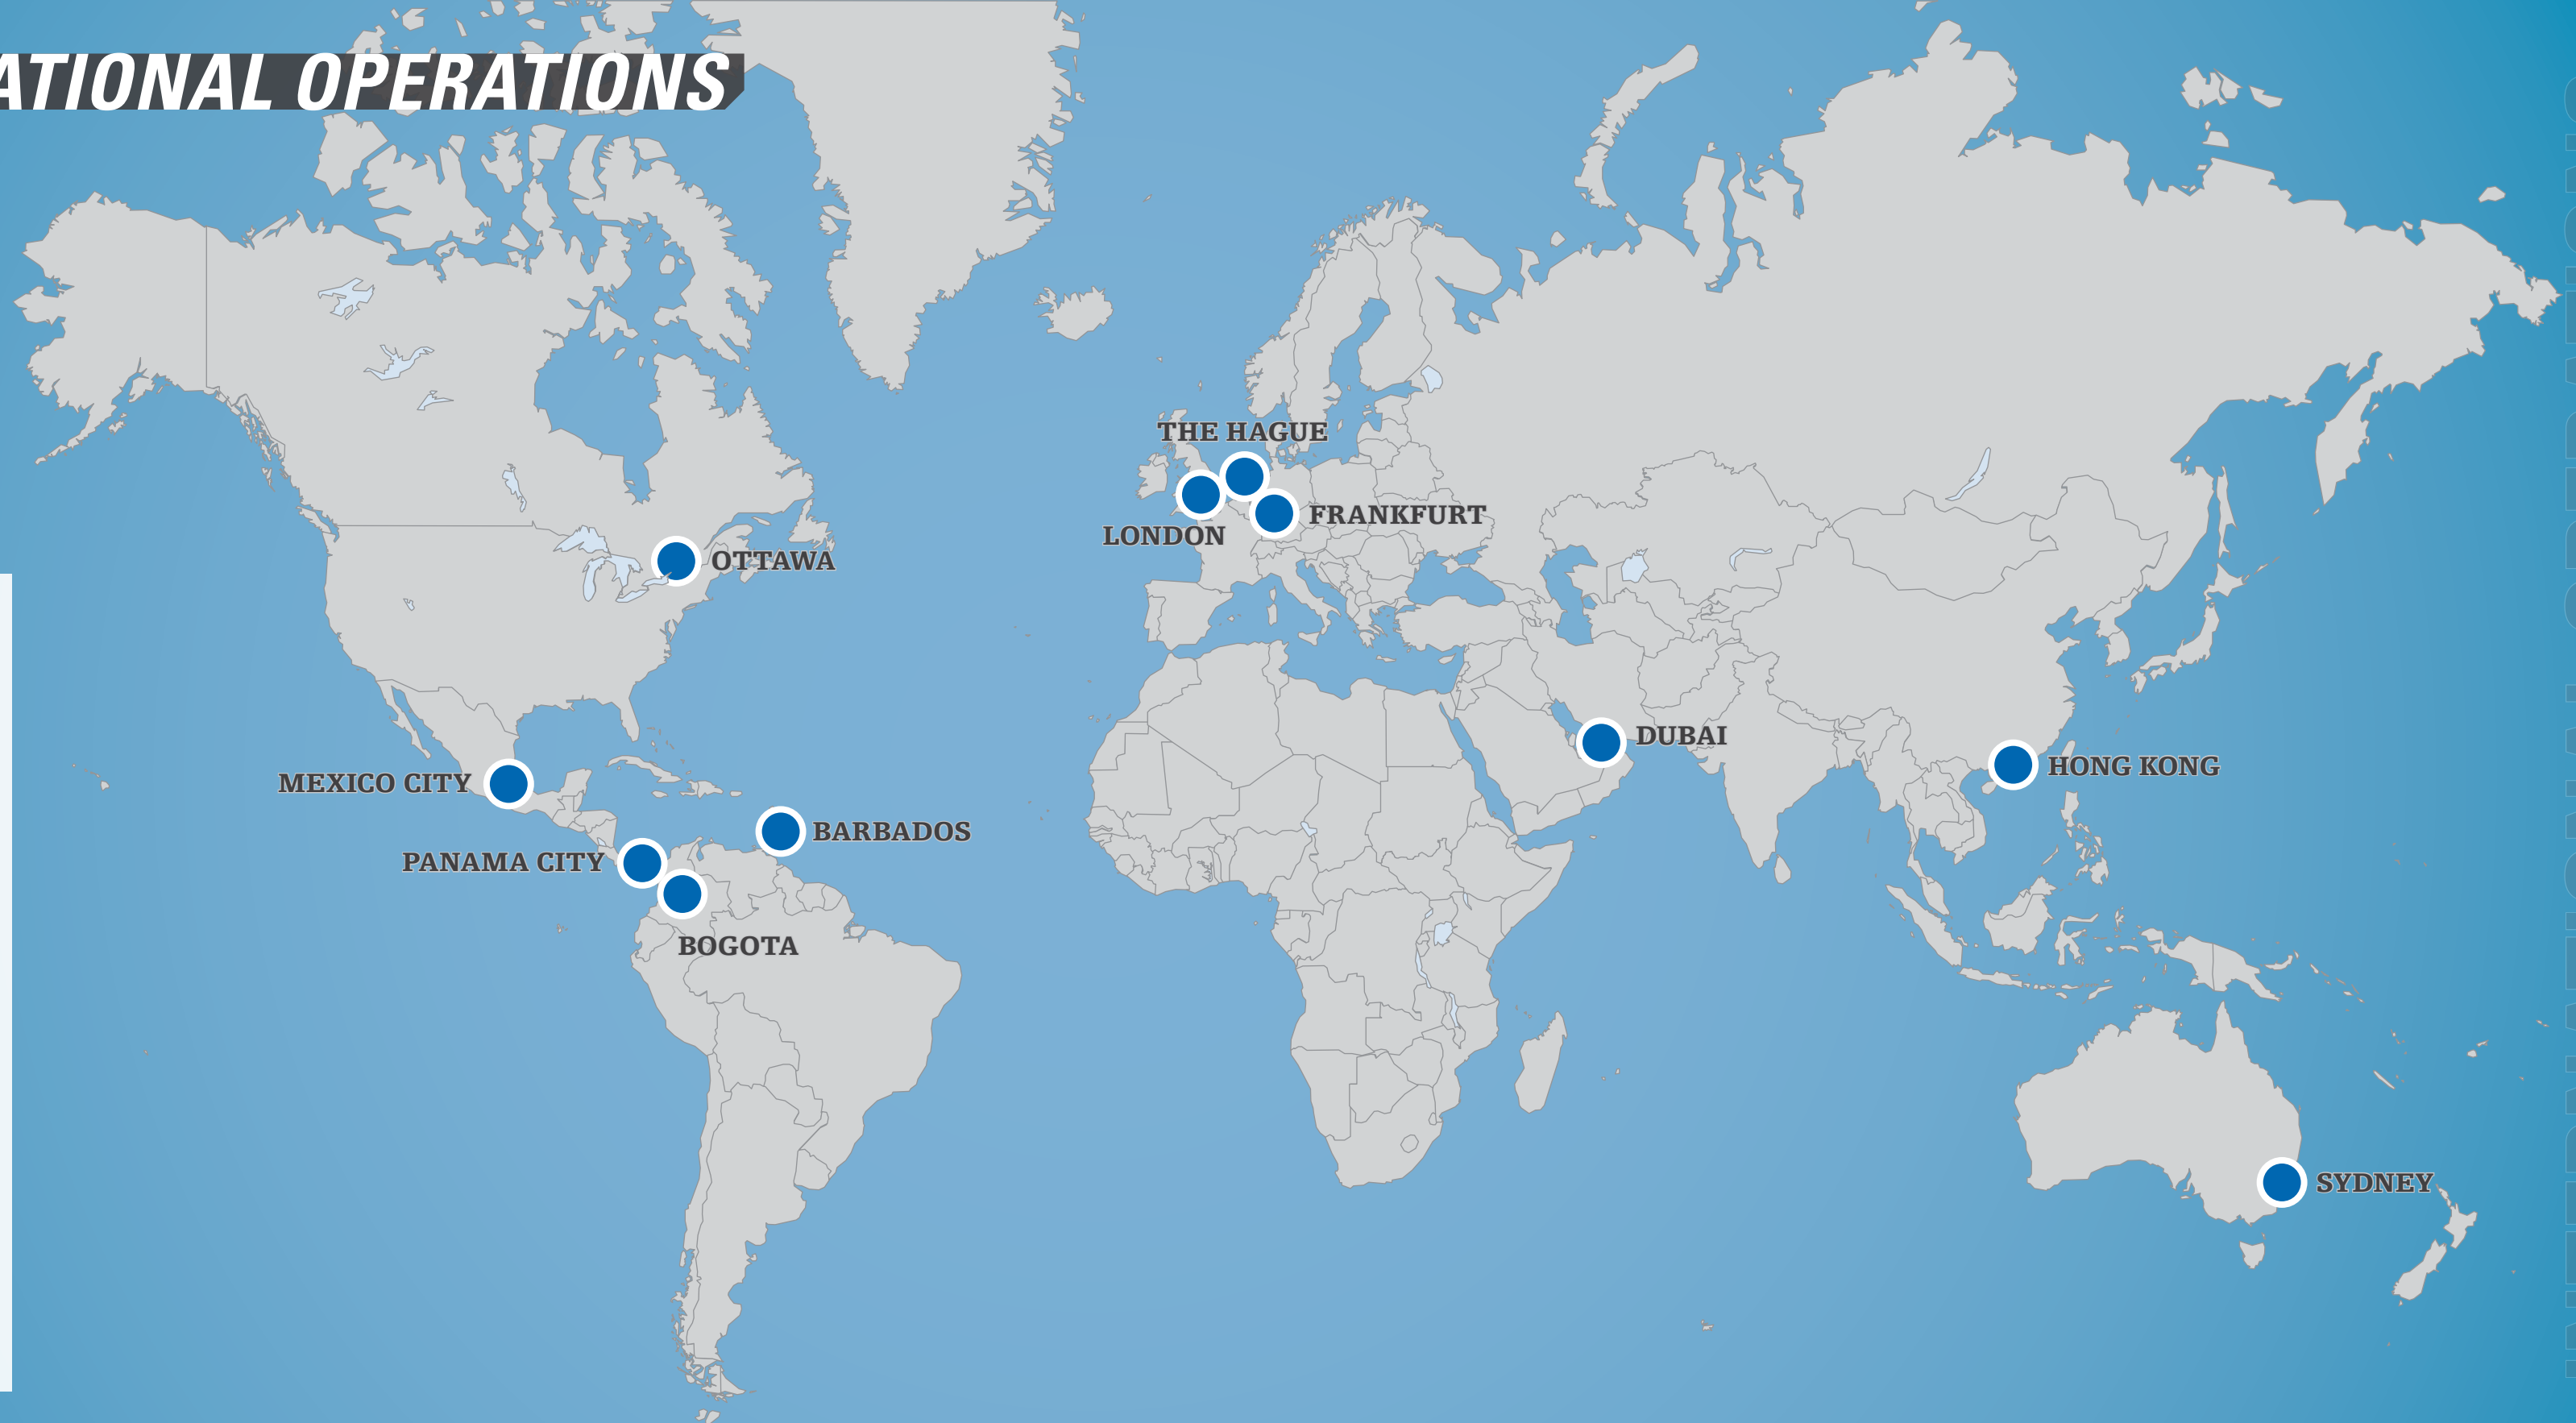 ATIONAL OPERATIONS
THE HAGUE
LONDON
FRANKFURT
OTTAWA
DUBAI
MEXICO CITY
HONG KONG
BARBADOS
PANAMA CITY
BOGOTA
SYDNEY